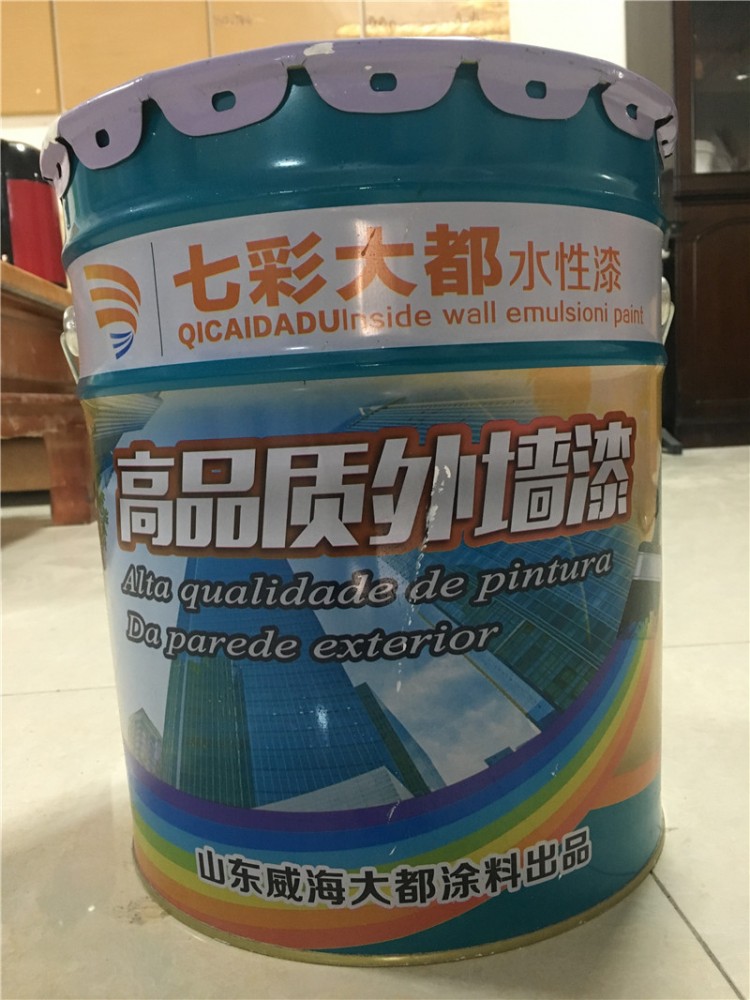 七彩大都水性漆
QICAIDADUInside wall emulsioni paint
高品质外墙漆
Alta qualidade de pintura
Da parede exterior
山东威海大都涂料出品